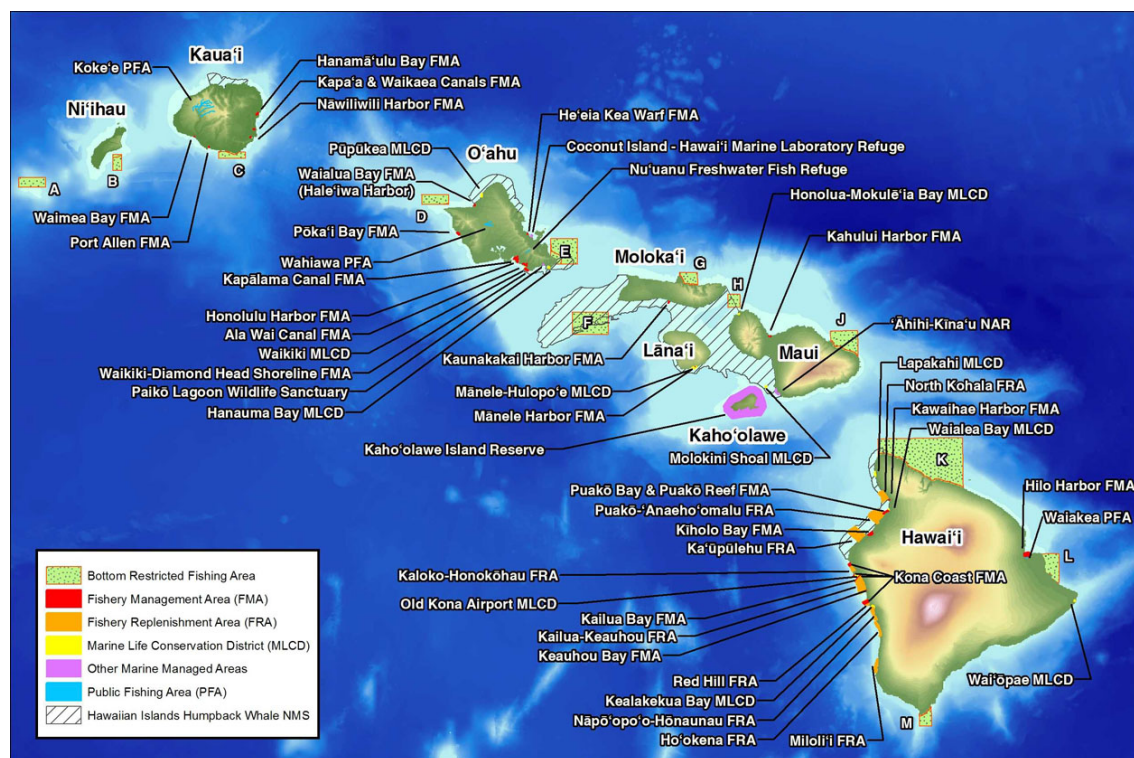 Kaua‘i
Koke‘e PFA
Hanamā‘ulu Bay FMA
Kapa‘a & Waikaea Canals FMA
Nāwiliwili Harbor FMA
Ni‘ihau
A
B
C
Waimea Bay FMA
Port Allen FMA
He‘eia Kea Warf FMA
O‘ahu
Pūpūkea MLCD
Coconut Island - Hawai‘i Marine Laboratory Refuge
Waialua Bay FMA
(Hale‘iwa Harbor)
Nu‘uanu Freshwater Fish Refuge
Honolua-Mokulē‘ia Bay MLCD
D
Pōka‘i Bay FMA
Kahului Harbor FMA
E
Wahiawa PFA
Moloka‘i
G
Kapālama Canal FMA
H
Honolulu Harbor FMA
F
J
‘Āhihi-Kīna‘u NAR
Ala Wai Canal FMA
Waikiki MLCD
Kaunakakai Harbor FMA
Lāna‘i
Maui
Lapakahi MLCD
Waikiki-Diamond Head Shoreline FMA
North Kohala FRA
Paikō Lagoon Wildlife Sanctuary
Mānele-Hulopo‘e MLCD
Kawaihae Harbor FMA
Hanauma Bay MLCD
Mānele Harbor FMA
Waialea Bay MLCD
Kaho‘olawe
Kaho‘olawe Island Reserve
Molokini Shoal MLCD
K
Puakō Bay & Puakō Reef FMA
Hilo Harbor FMA
Puakō-‘Anaeho‘omalu FRA
Waiakea PFA
Kīholo Bay FMA
Hawai‘i
Ka‘ūpūlehu FRA
L
Kaloko-Honokōhau FRA
Kona Coast FMA
Old Kona Airport MLCD
Kailua Bay FMA
Kailua-Keauhou FRA
Keauhou Bay FMA
Red Hill FRA
Wai‘ōpae MLCD
Kealakekua Bay MLCD
Nāpō‘opo‘o-Hōnaunau FRA
M
Ho‘okena FRA
Miloli‘i FRA
Bottom Restricted Fishing Area
Fishery Management Area (FMA)
Fishery Replenishment Area (FRA)
Marine Life Conservation District (MLCD)
Other Marine Managed Areas
Public Fishing Area (PFA)
Hawaiian Islands Humpback Whale NMS